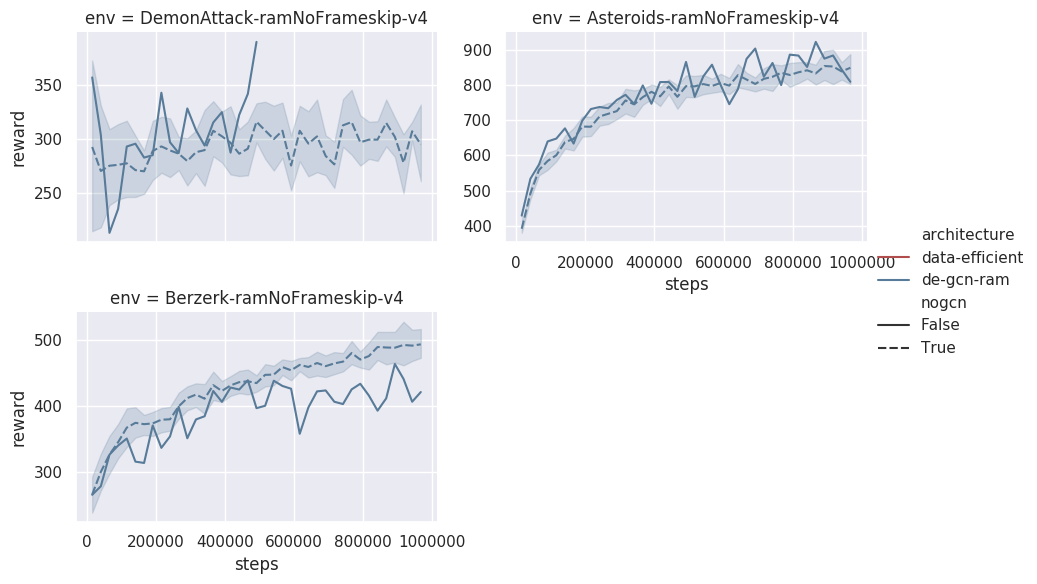 env = DemonAttack-ramNoFrameskip-v4
350
300
250
reward
env = Asteroids-ramNoFrameskip-v4
900
800
700
600
500
400
0 200000 400000 600000 800000 1000000
steps
env = Berzerk-ramNoFrameskip-v4
500
400
300
reward
0 200000 400000 600000 800000 1000000
steps
architecture
data-efficient
de-gcn-ram
nogcn
False
True